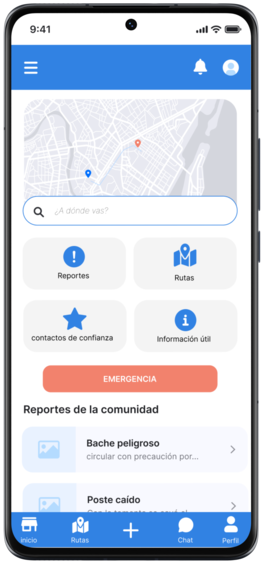 9:41
¿A dónde vas?
Reportes
Rutas
contactos de confianza
Información útil
EMERGENCIA
Reportes de la comunidad
Bache peligroso
circular con precaución por...
Poste caído
Inicio
Rutas
Chat
Perfil